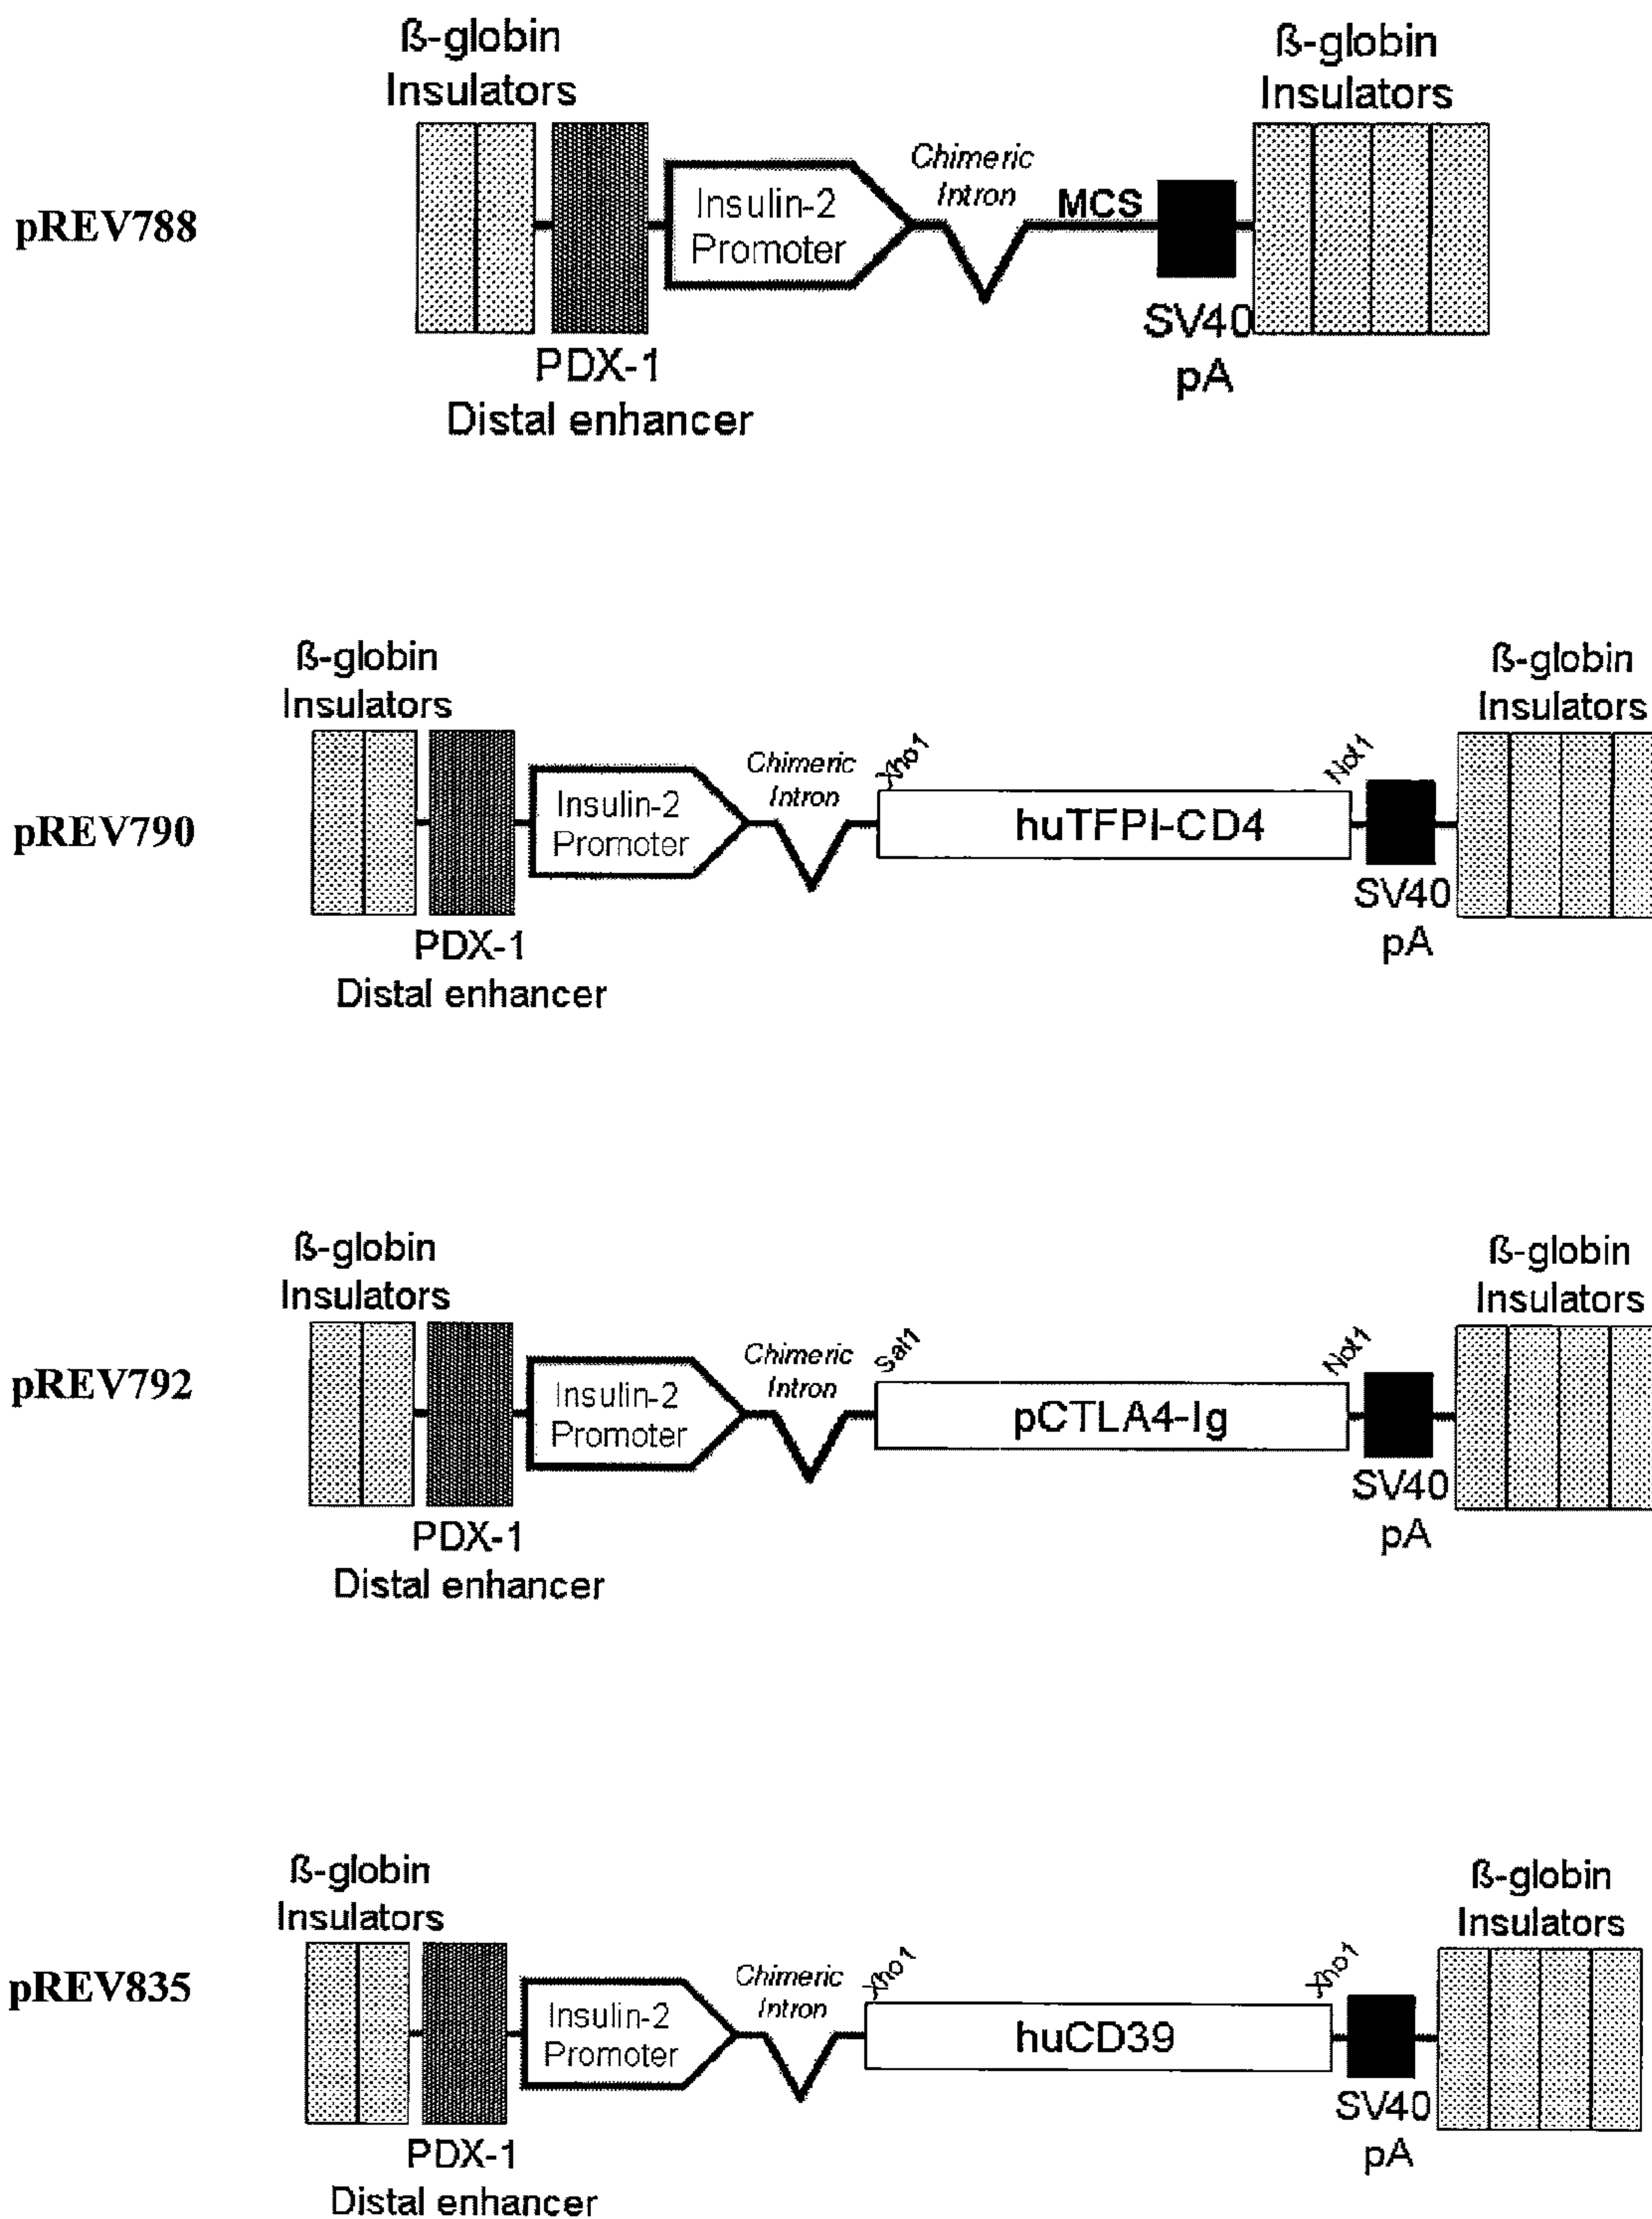 ß-globin
Insulators
ß-globin
Insulators
pREV788
Insulin-2
Promoter
Chimeric
Intron
MCS
SV40
pA
PDX-1
Distal enhancer
ß-globin
Insulators
ß-globin
Insulators
pREV790
Insulin-2
Promoter
Chimeric
Intron
Xho1
huTFPI-CD4
Not1
SV40
pA
PDX-1
Distal enhancer
ß-globin
Insulators
ß-globin
Insulators
pREV792
Insulin-2
Promoter
Chimeric
Intron
Sal1
pCTLA4-Ig
Not1
SV40
pA
PDX-1
Distal enhancer
ß-globin
Insulators
ß-globin
Insulators
pREV835
Insulin-2
Promoter
Chimeric
Intron
Xho1
huCD39
Xho1
SV40
pA
PDX-1
Distal enhancer